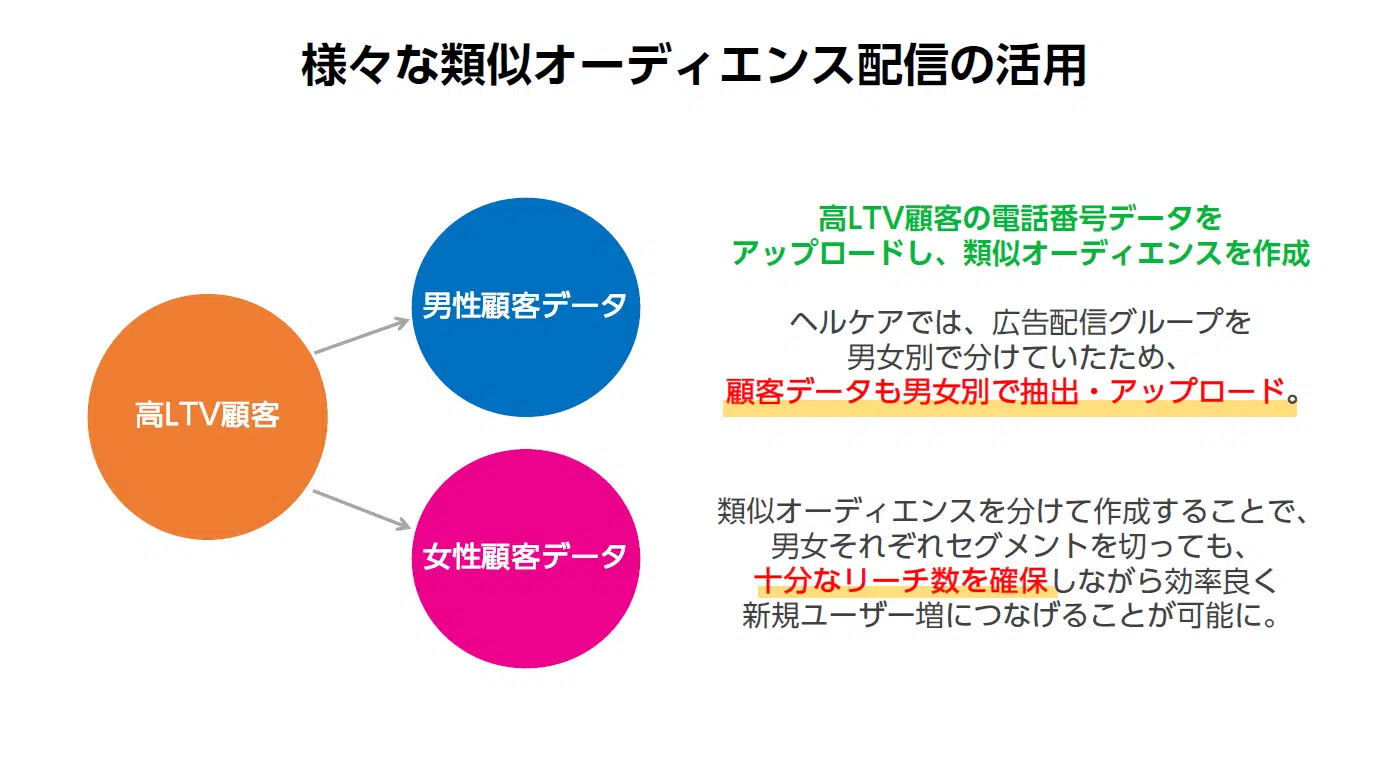 様々な類似オーディエンス配信の活用
高LTV顧客
男性顧客データ
女性顧客データ
高LTV顧客の電話番号データを
アップロードし、類似オーディエンスを作成
ヘルケアでは、広告配信グループを
男女別で分けていたため、
顧客データも男女別で抽出・アップロード。
類似オーディエンスを分けて作成することで、
男女それぞれセグメントを切っても、
十分なリーチ数を確保しながら効率良く
新規ユーザー増につなげることが可能に。